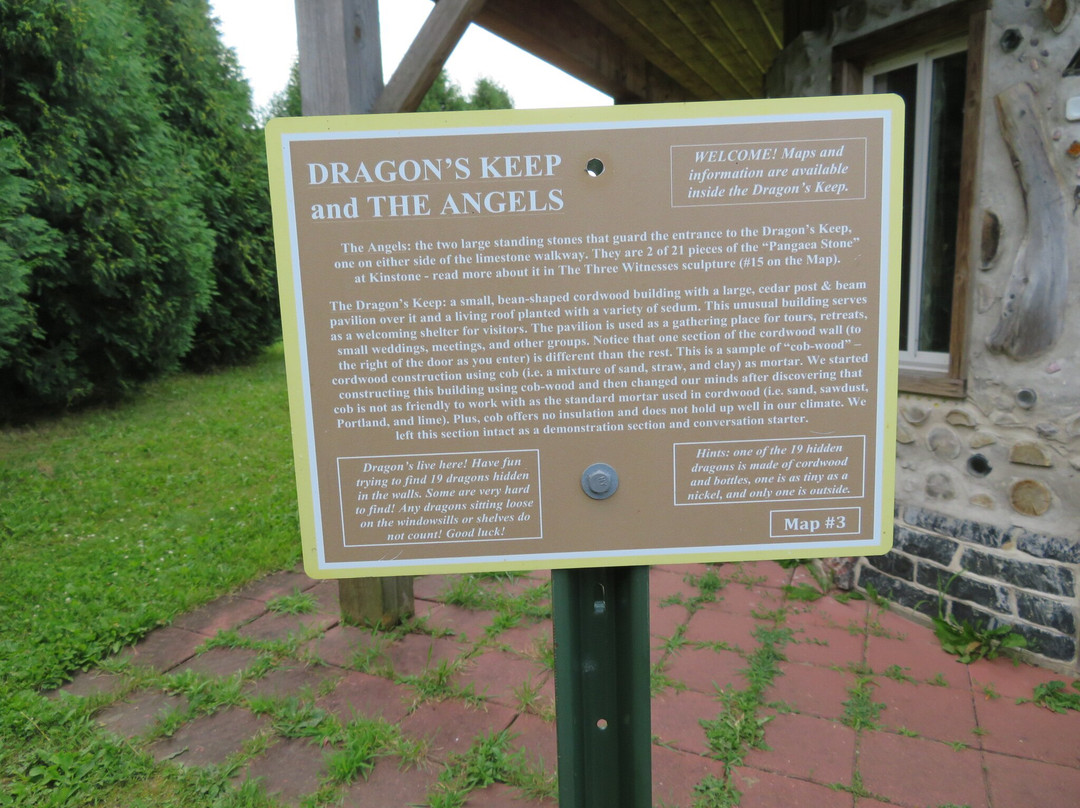 DRAGON'S KEEP
and THE ANGELS
WELCOME! Maps and
information are available
inside the Dragon's Keep.
The Angels: the two large standing stones that guard the entrance to the Dragon's Keep,
one on either side of the limestone walkway. They are 2 of 21 pieces of the "Pangaea Stone"
at Kinstone - read more about it in The Three Witnesses sculpture (#15 on the Map).
The Dragon's Keep: a small, bean-shaped cordwood building with a large, cedar post & beam
pavilion over it and a living roof planted with a variety of sedum. This unusual building serves
as a welcoming shelter for visitors. The pavilion is used as a gathering place for tours, retreats,
small weddings, meetings, and other groups. Notice that one section of the cordwood wall (to
the right of the door as you enter) is different than the rest. This is a sample of "cob-wood" –
cordwood construction using cob (i.e. a mixture of sand, straw, and clay) as mortar. We started
constructing this building using cob-wood and then changed our minds after discovering that
cob is not as friendly to work with as the standard mortar used in cordwood (i.e. sand, sawdust,
Portland, and lime). Plus, cob offers no insulation and does not hold up well in our climate. We
left this section intact as a demonstration section and conversation starter.
Dragon's live here! Have fun
trying to find 19 dragons hidden
in the walls. Some are very hard
to find! Any dragons sitting loose
on the windowsills or shelves do
not count! Good luck!
Hints: one of the 19 hidden
dragons is made of cordwood
and bottles, one is as tiny as a
nickel, and only one is outside.
Map #3